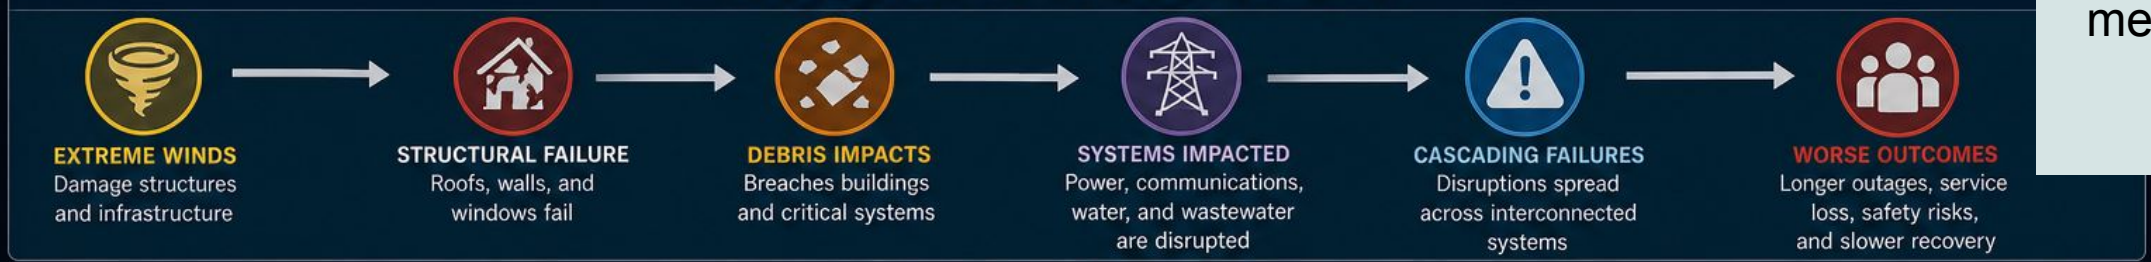 EXTREME WINDS
Damage structures
and infrastructure
STRUCTURAL FAILURE
Roofs, walls, and
windows fail
DEBRIS IMPACTS
Breaches buildings
and critical systems
SYSTEMS IMPACTED
Power, communications,
water, and wastewater
are disrupted
CASCADING FAILURES
Disruptions spread
across interconnected
systems
WORSE OUTCOMES
Longer outages, service
loss, safety risks,
and slower recovery